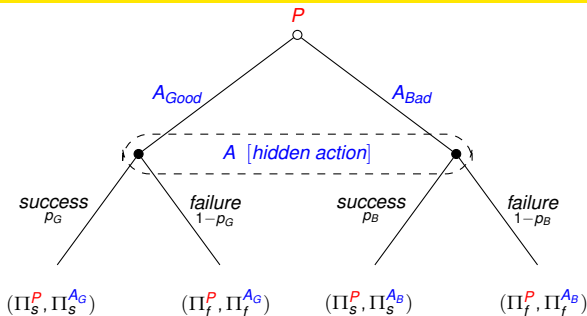 P
A_Good A_Bad
A [hidden action]
success failure success failure
p_G 1−p_G p_B 1−p_B
(Π_s^P, Π_s^{A_G}) (Π_f^P, Π_f^{A_G}) (Π_s^P, Π_s^{A_B}) (Π_f^P, Π_f^{A_B})